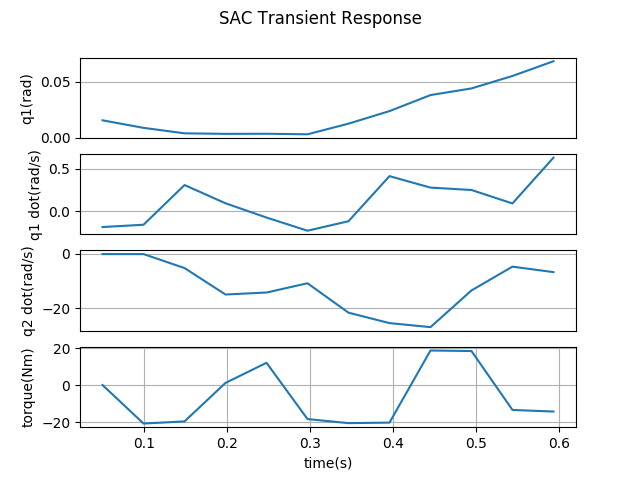 SAC Transient Response
q1(rad)
0.05
0.00
q1 dot(rad/s)
0.5
0.0
q2 dot(rad/s)
0
−20
torque(Nm)
20
0
−20
0.1 0.2 0.3 0.4 0.5 0.6
time(s)